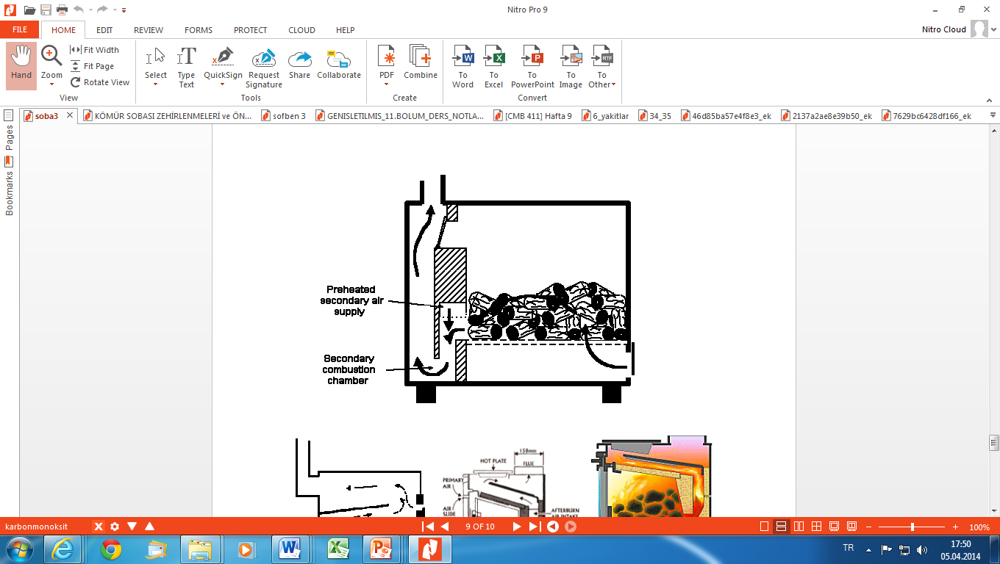 Nitro Pro 9
FILE HOME EDIT REVIEW FORMS PROTECT CLOUD HELP
Nitro Cloud
Hand
Zoom
Fit Width
Fit Page
Rotate View
View
Select
Type
Text
QuickSign
Request
Signature
Share
Collaborate
Tools
PDF
Combine
Create
To
Word
To
Excel
To
PowerPoint
To
Image
To
Other
Convert
soba3
KÖMÜR SOBASI ZEHİRLENMELERİ ve ÖN...
sofben 3
GENISLETILMIS_11.BOLUM_DERS_NOTLA...
[CMB 411] Hafta 9
6_yakitlar
34_35
46d85ba57e4f8e3_ek
2137a2ae8e39b50_ek
7629bc6428df166_ek
Pages
Bookmarks
Preheated
secondary air
supply
Secondary
combustion
chamber
158mm
HOT PLATE
FLUE
PRIMARY
AIR
AIR
SLIDE
AFTERBURN
AIR INTAKE
karbonmonoksit
9 OF 10
100%
TR
17:50
05.04.2014